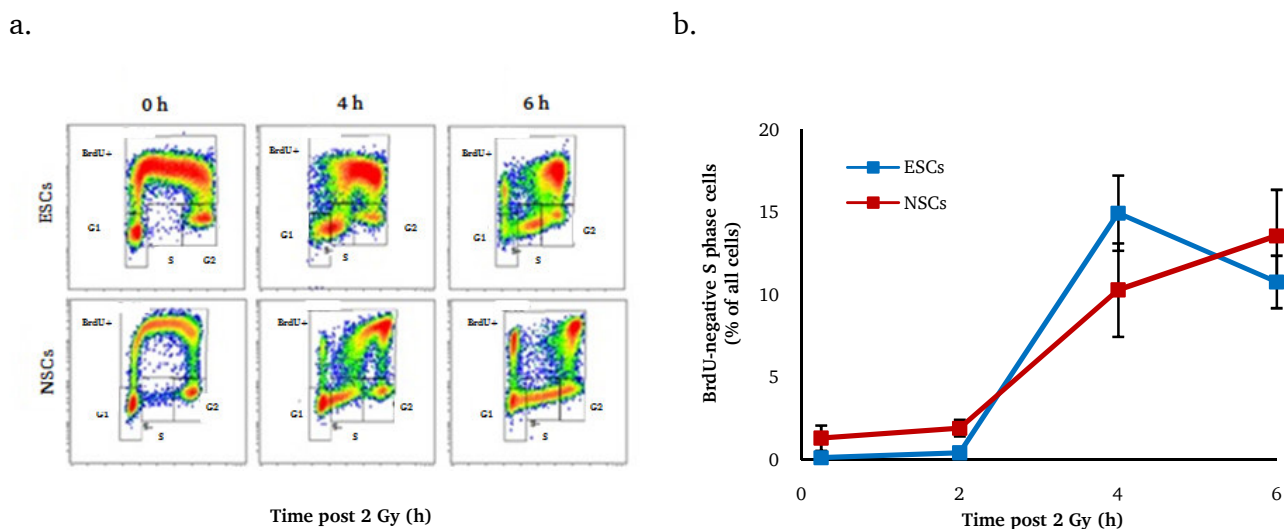 a.
0 h
4 h
6 h
ESCs
BrdU+
G1
S
G2
BrdU+
G1
S-
S
G2
BrdU+
G1
S-
S
G2
NSCs
BrdU+
G1
S-
S
G2
BrdU+
G1
S-
S
G2
BrdU+
G1
S-
S
G2
Time post 2 Gy (h)
b.
BrdU-negative S phase cells
(% of all cells)
20
15
10
5
0
ESCs
NSCs
0
2
4
6
Time post 2 Gy (h)